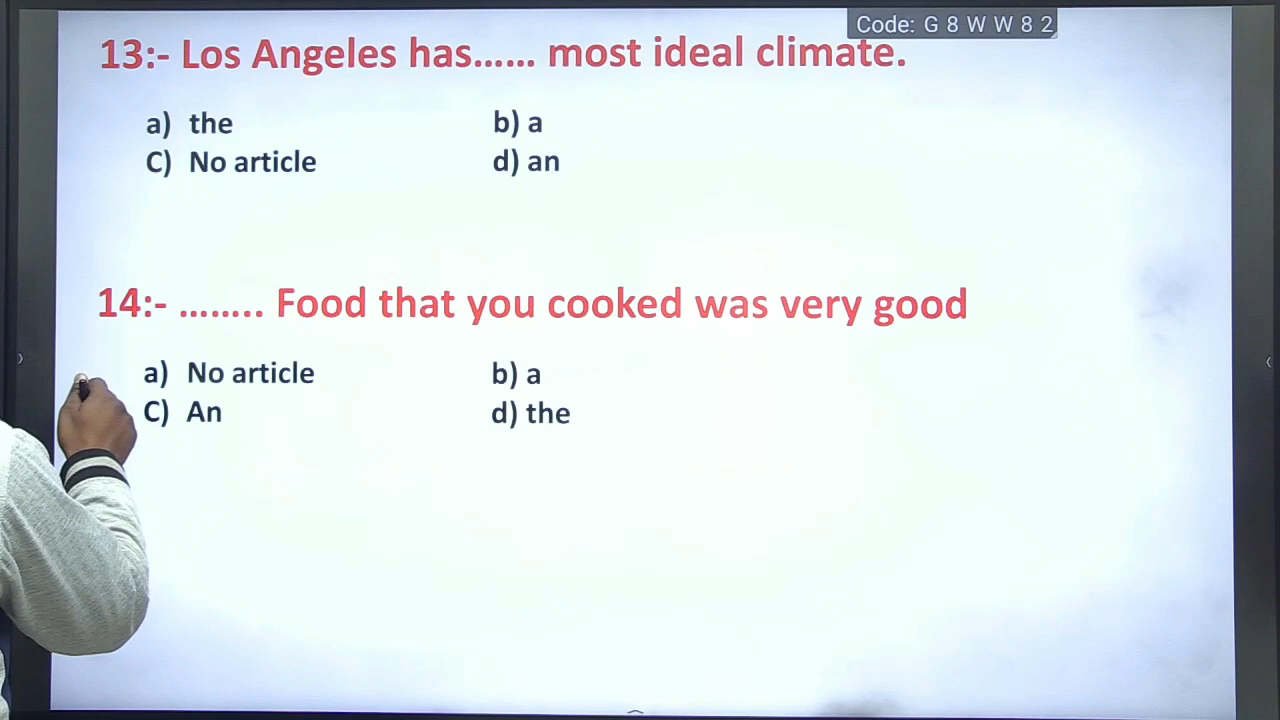 Code: G 8 W W 8 2
13:- Los Angeles has...... most ideal climate.
a) the b) a
C) No article d) an
14:- ........ Food that you cooked was very good
a) No article b) a
C) An d) the